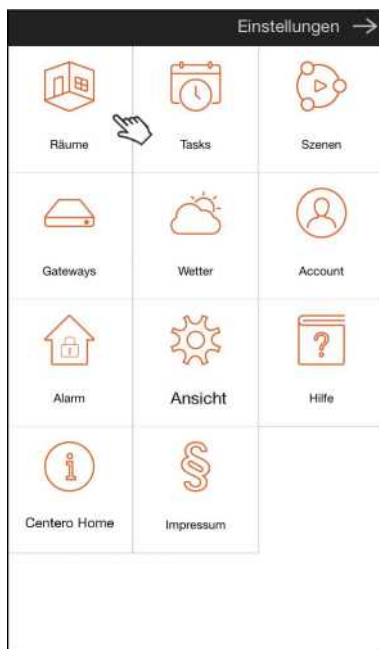 Einstellungen →
Räume
Tasks
Szenen
Gateways
Wetter
Account
Alarm
Ansicht
? Hilfe
i Centero Home
§ Impressum